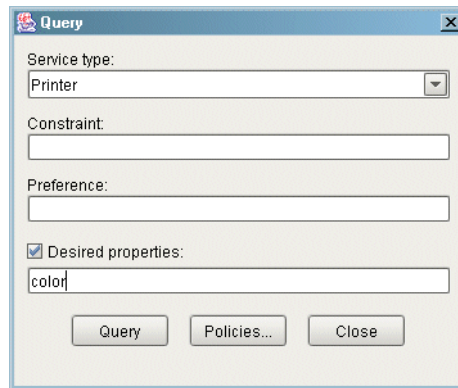 Query
Service type:
Printer
Constraint:
Preference:
Desired properties:
color
Query Policies... Close